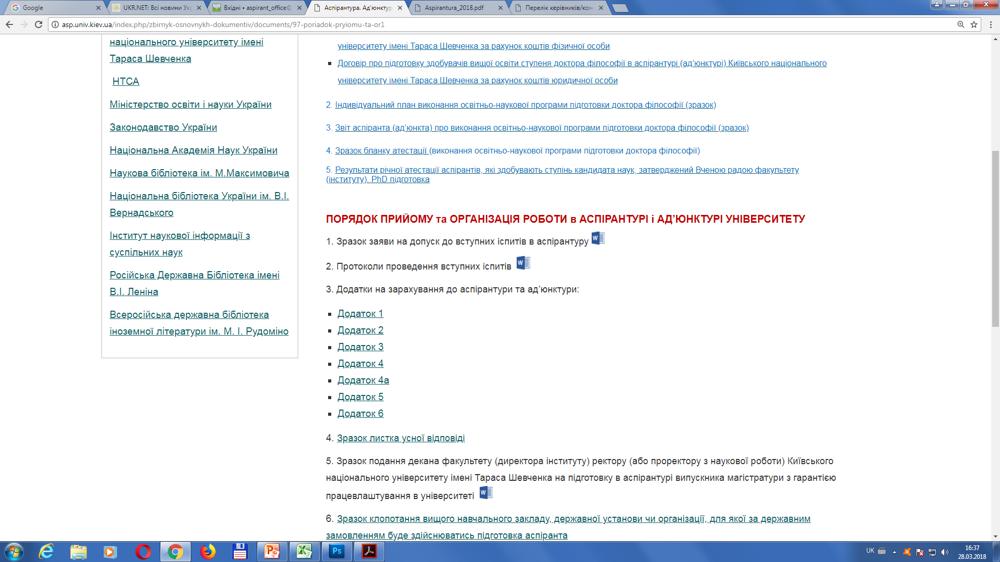 Google
UKR.NET: Всі новини Ук
Вхідні • aspirant_office@
Аспірантура. Ад'юнктур
Aspirantura_2018.pdf
Перелік керівників/кон
asp.univ.kiev.ua/index.php/zbirnyk-osnovnykh-dokumentiv/documents/97-poriadok-pryiomu-ta-or1
національного університету імені
Тараса Шевченка
НТСА
Міністерство освіти і науки України
Законодавство України
Національна Академія Наук України
Наукова бібліотека ім. М.Максимовича
Національна бібліотека України ім. В.І.
Вернадського
Інститут наукової інформації з
суспільних наук
Російська Державна Бібліотека імені
В.І. Леніна
Всеросійська державна бібліотека
іноземної літератури ім. М. І. Рудоміно
університету імені Тараса Шевченка за рахунок коштів фізичної особи
Договір про підготовку здобувачів вищої освіти ступеня доктора філософії в аспірантурі (ад’юнктурі) Київського національного
університету імені Тараса Шевченка за рахунок коштів юридичної особи
2. Індивідуальний план виконання освітньо-наукової програми підготовки доктора філософії (зразок)
3. Звіт аспіранта (ад’юнкта) про виконання освітньо-наукової програми підготовки доктора філософії (зразок)
4. Зразок бланку атестації (виконання освітньо-наукової програми підготовки доктора філософії)
5. Результати річної атестації аспірантів, які здобувають ступінь кандидата наук, затверджений Вченою радою факультету
(інституту). PhD підготовка
ПОРЯДОК ПРИЙОМУ та ОРГАНІЗАЦІЯ РОБОТИ в АСПІРАНТУРІ і АД’ЮНКТУРІ УНІВЕРСИТЕТУ
1. Зразок заяви на допуск до вступних іспитів в аспірантуру
2. Протоколи проведення вступних іспитів
3. Додатки на зарахування до аспірантури та ад’юнктури:
Додаток 1
Додаток 2
Додаток 3
Додаток 4
Додаток 4а
Додаток 5
Додаток 6
4. Зразок листка усної відповіді
5. Зразок подання декана факультету (директора інституту) ректору (або проректору з наукової роботи) Київського
національного університету імені Тараса Шевченка на підготовку в аспірантурі випускника магістратури з гарантією
працевлаштування в університеті
6. Зразок клопотання вищого навчального закладу, державної установи чи організації, для якої за державним
замовленням буде здійснюватись підготовка аспіранта
UK
16:37
28.03.2018